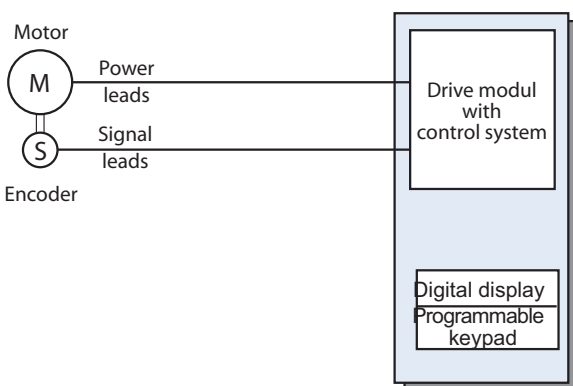 Motor
M
Power
leads
Signal
leads
S
Encoder
Drive modul
with
control system
Digital display
Programmable
keypad